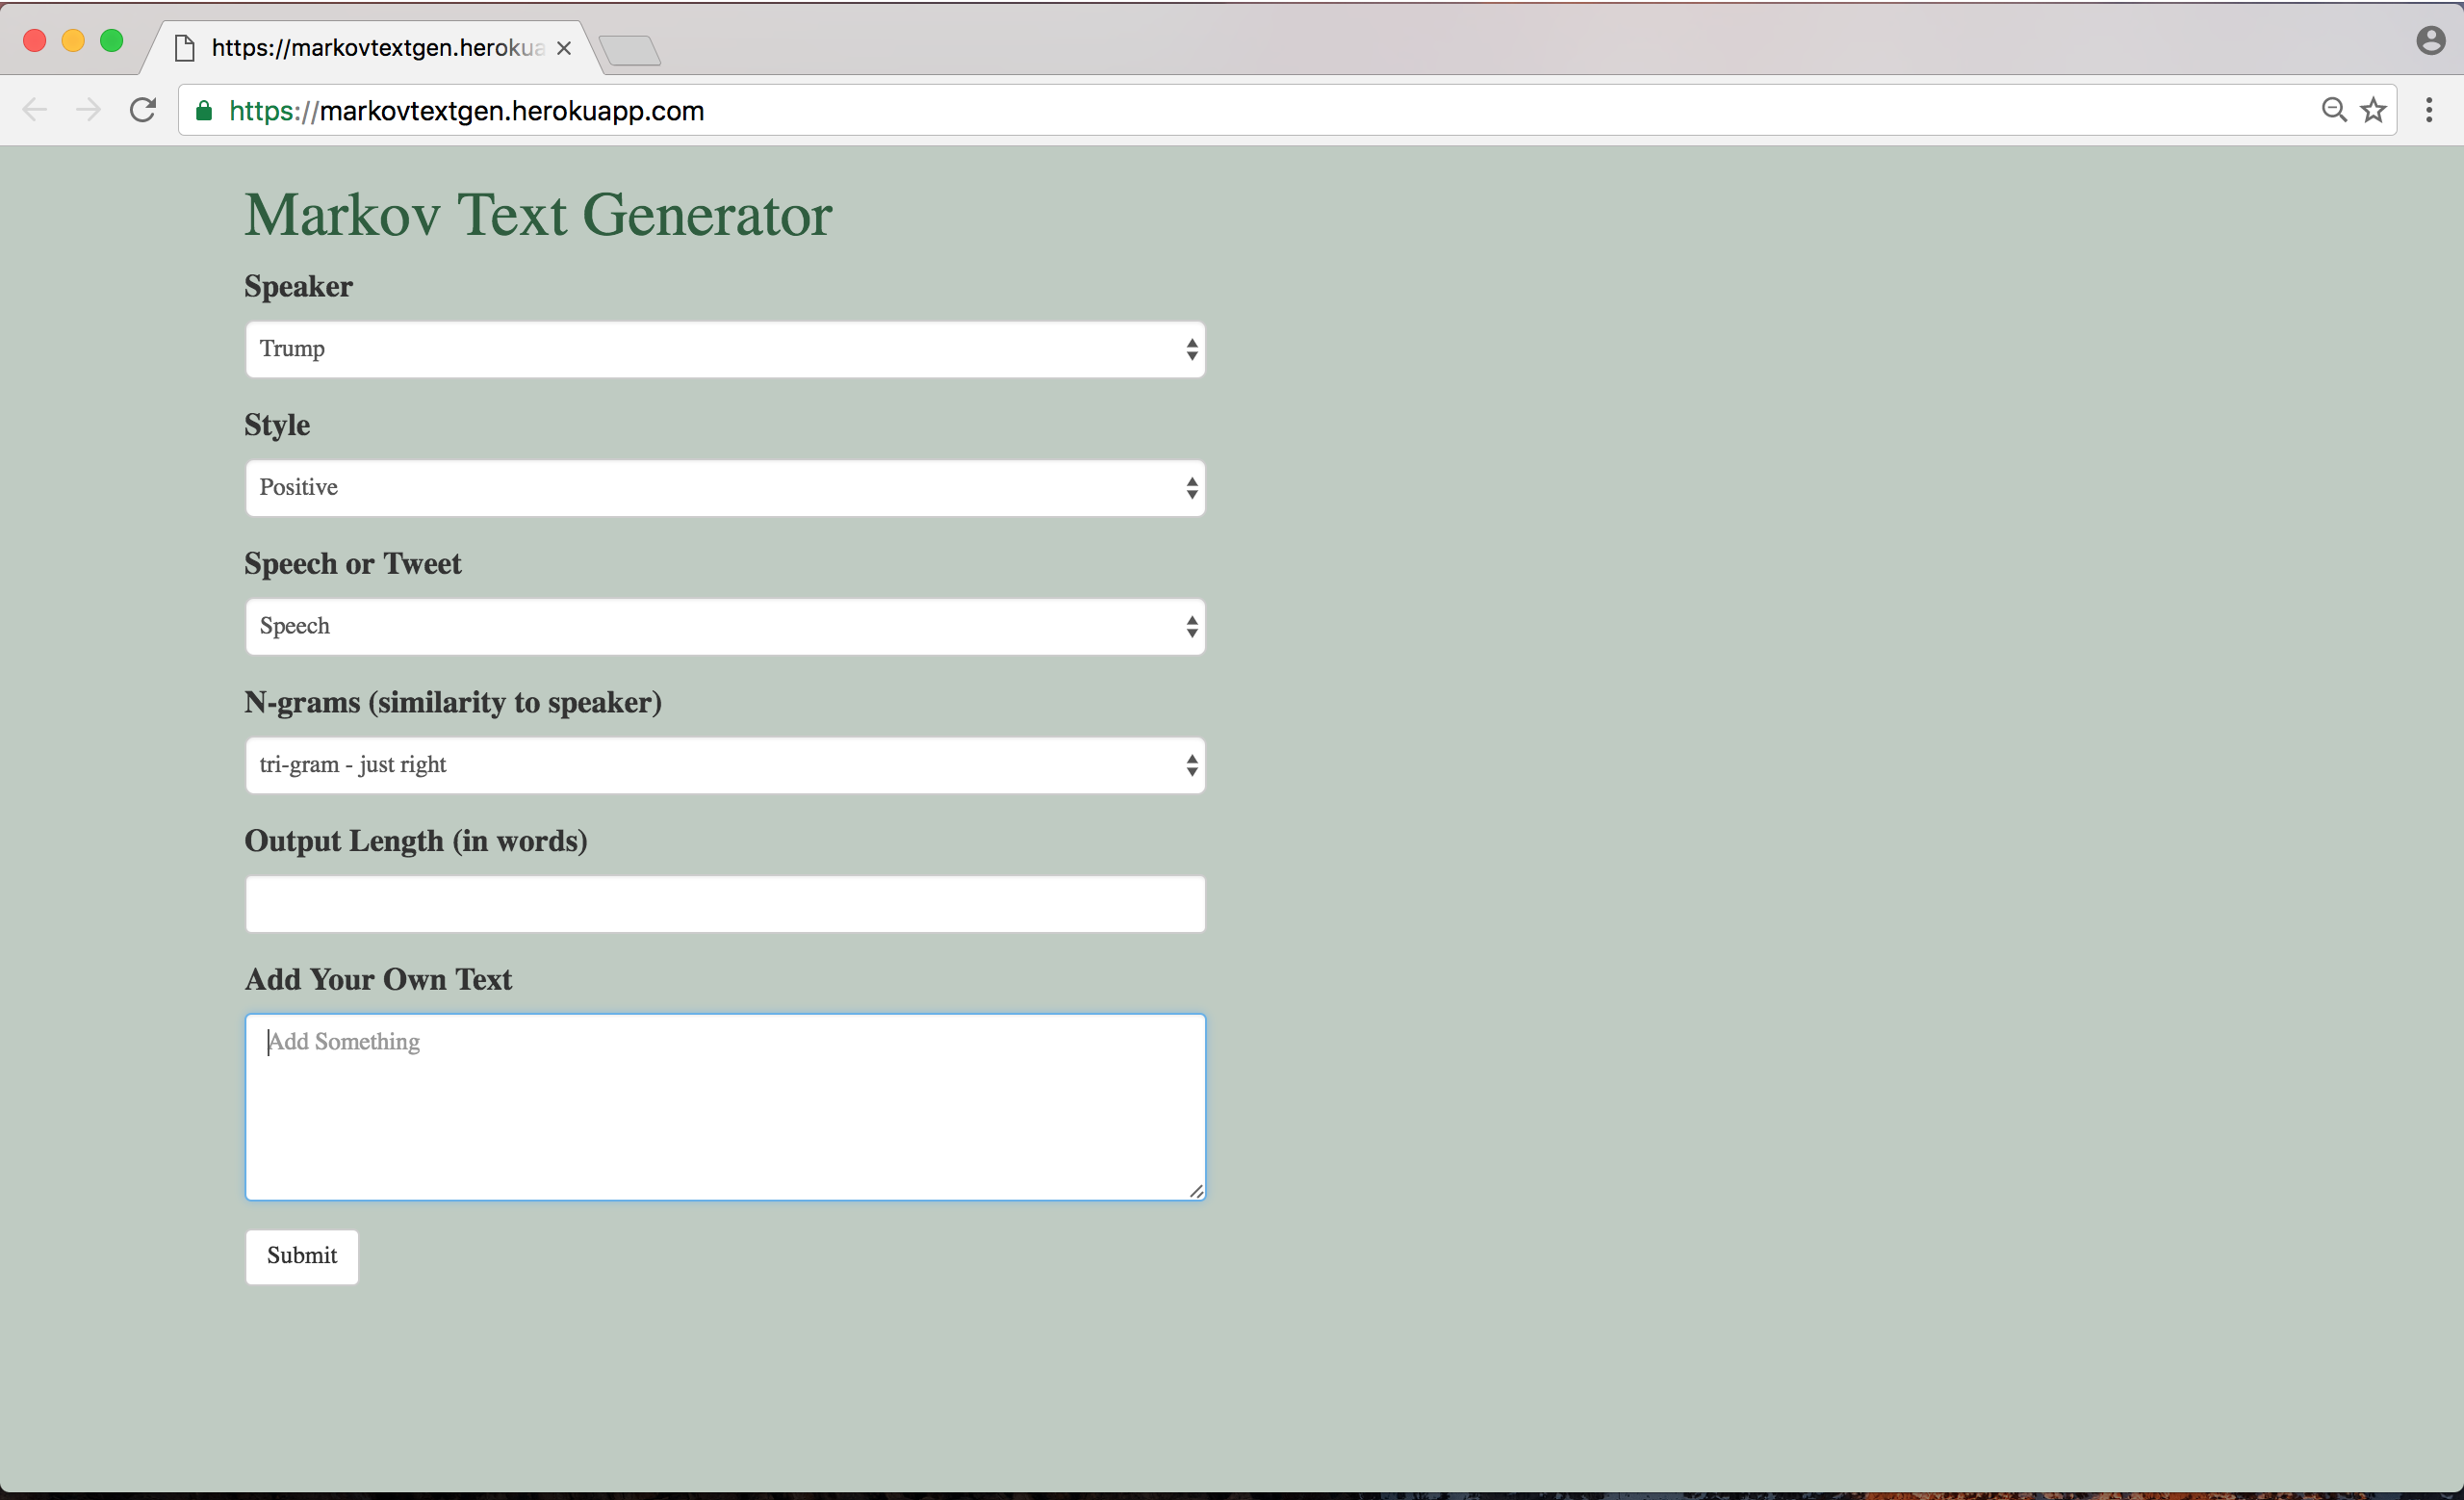 https://markovtextgen.herokua
https://markovtextgen.herokuapp.com
Markov Text Generator
Speaker
Trump
Style
Positive
Speech or Tweet
Speech
N-grams (similarity to speaker)
tri-gram - just right
Output Length (in words)
Add Your Own Text
Add Something
Submit